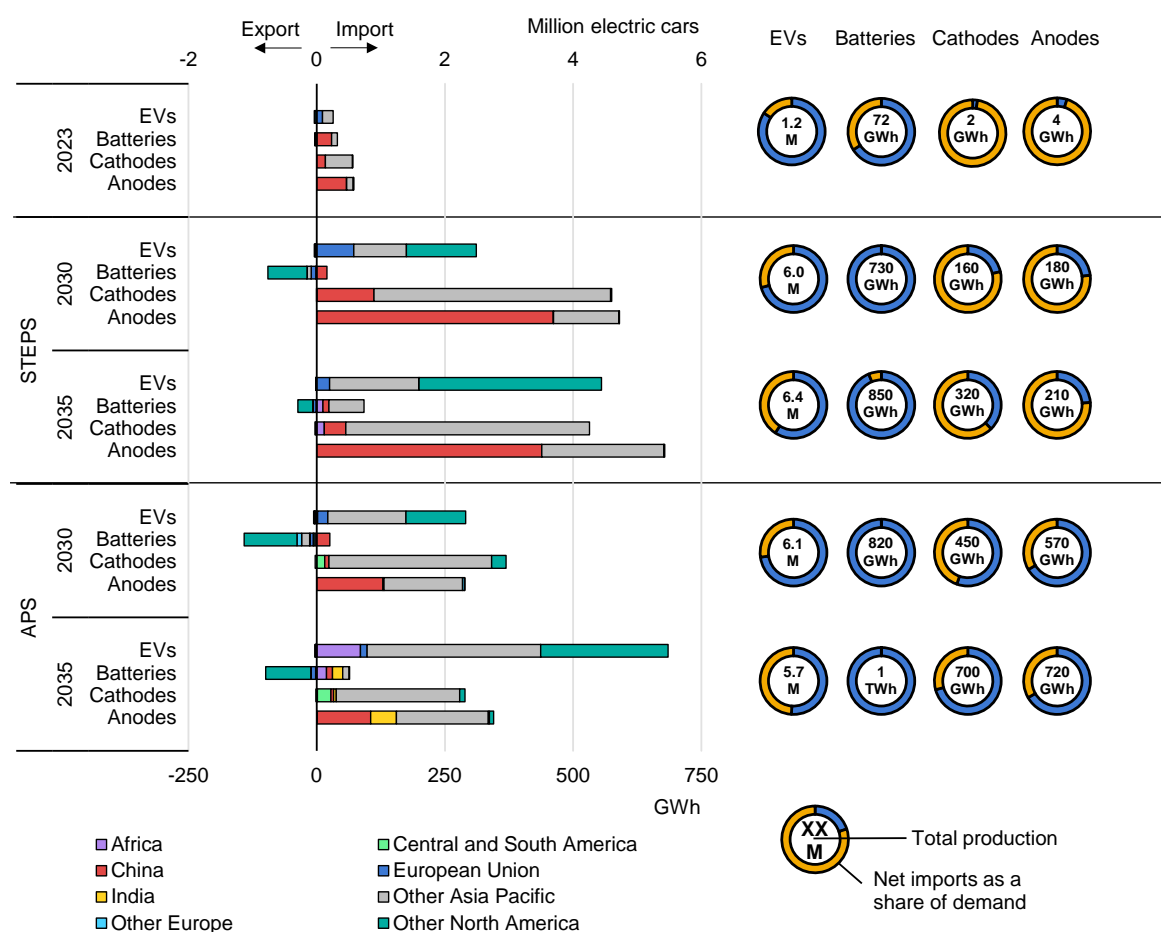 Export Import Million electric cars
-2 0 2 4 6
EVs Batteries Cathodes Anodes
2023
EVs
Batteries
Cathodes
Anodes
1.2 M
72 GWh
2 GWh
4 GWh
STEPS
2030
EVs
Batteries
Cathodes
Anodes
6.0 M
730 GWh
160 GWh
180 GWh
2035
EVs
Batteries
Cathodes
Anodes
6.4 M
850 GWh
320 GWh
210 GWh
APS
2030
EVs
Batteries
Cathodes
Anodes
6.1 M
820 GWh
450 GWh
570 GWh
2035
EVs
Batteries
Cathodes
Anodes
5.7 M
1 TWh
700 GWh
720 GWh
-250 0 250 500 750
GWh
Africa
China
India
Other Europe
Central and South America
European Union
Other Asia Pacific
Other North America
XX M
Total production
Net imports as a
share of demand